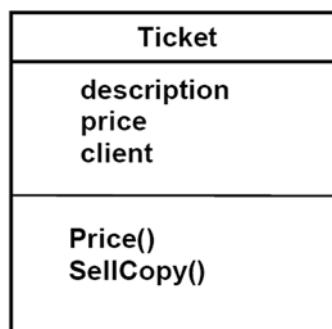 Ticket
description
price
client
Price()
SellCopy()